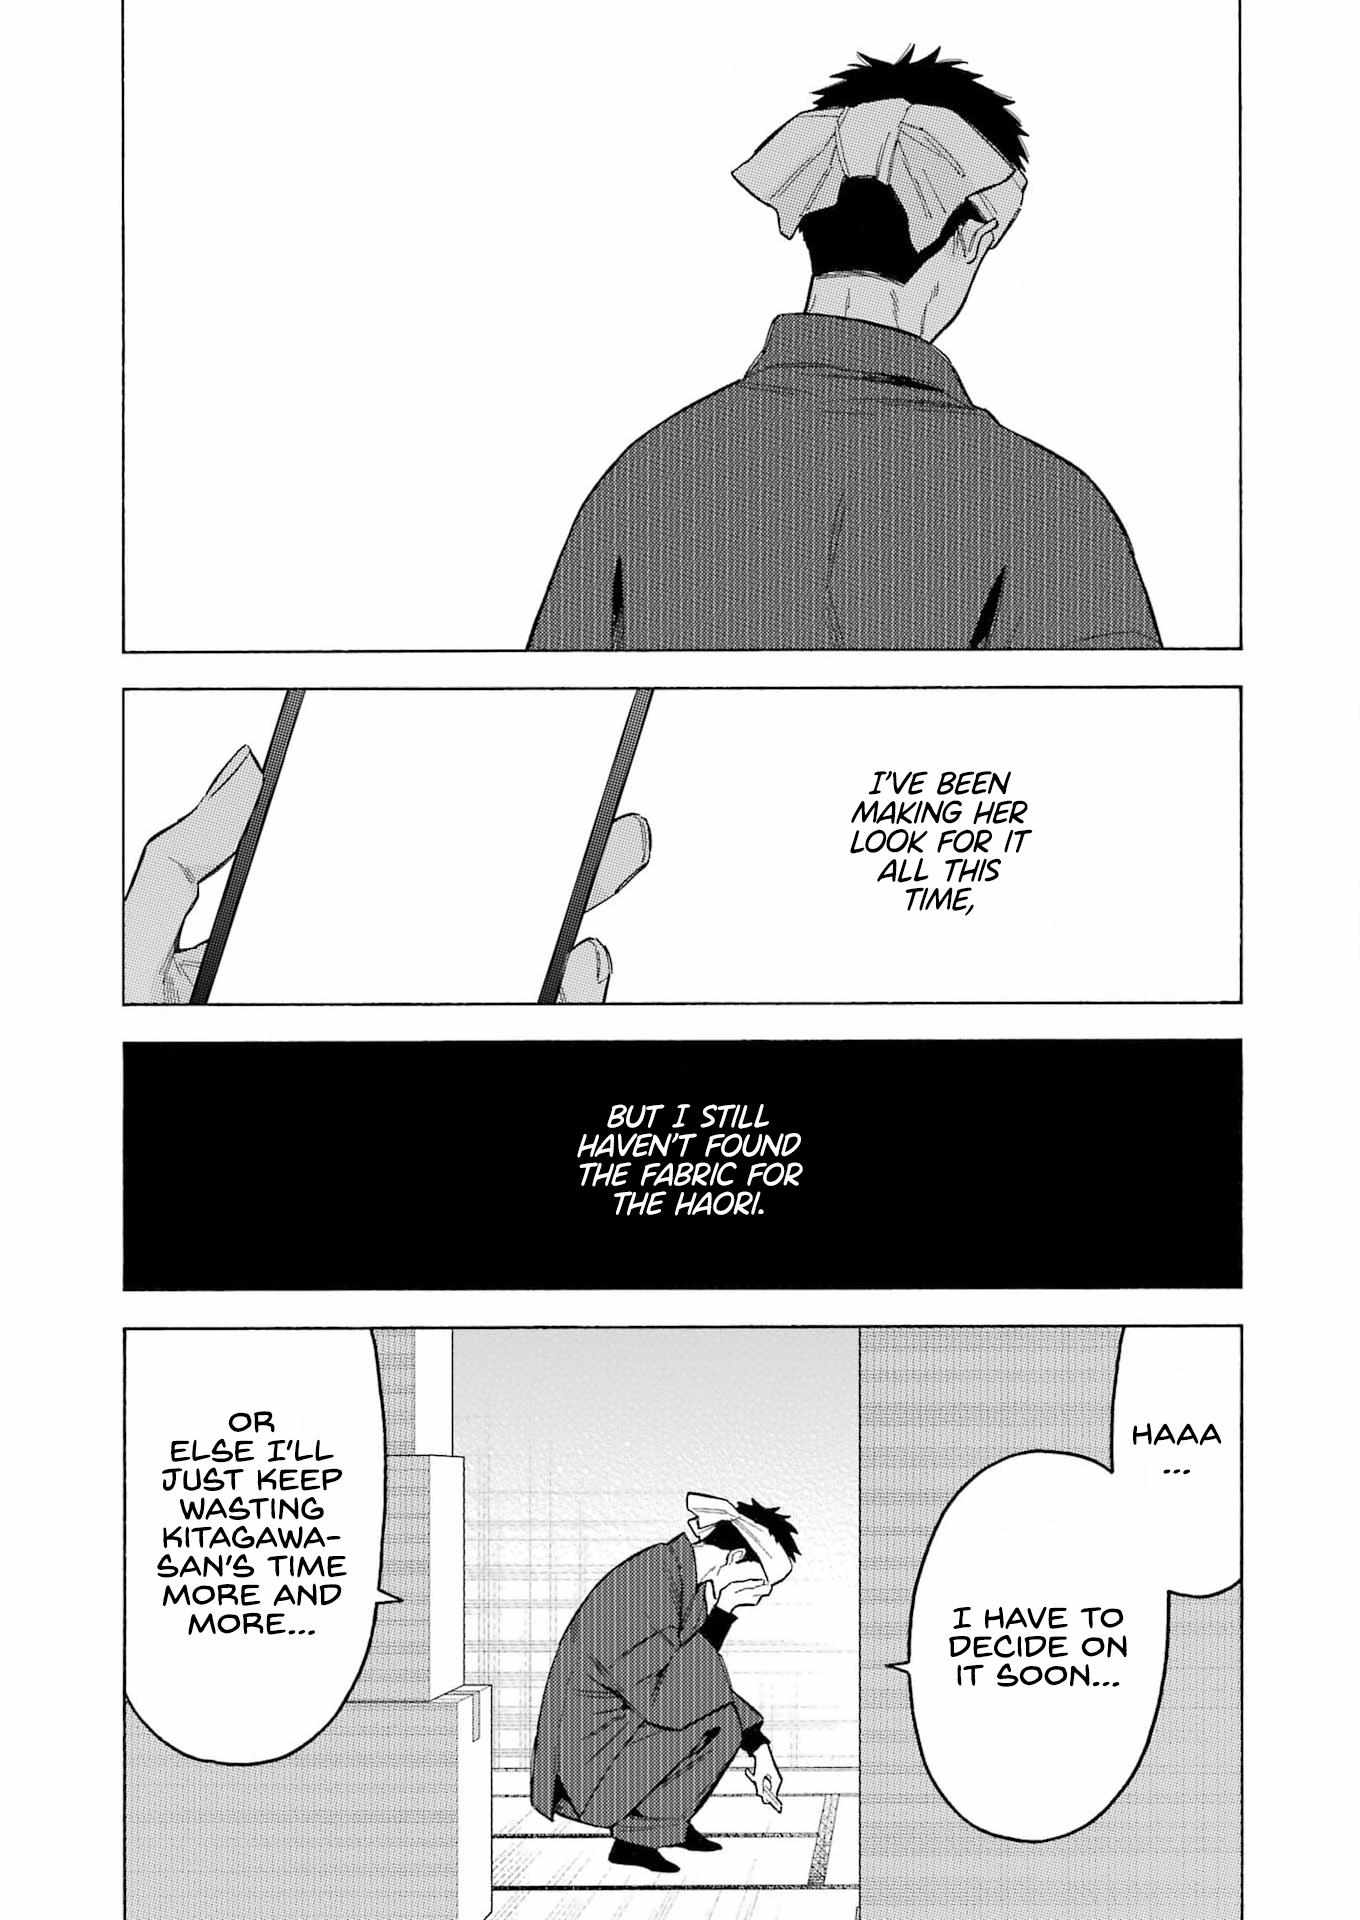 I'VE BEEN
MAKING HER
LOOK FOR IT
ALL THIS
TIME,
BUT I STILL
HAVEN'T FOUND
THE FABRIC FOR
THE HAORI.
HAAA
...
I HAVE TO
DECIDE ON
IT SOON...
OR
ELSE I'LL
JUST KEEP
WASTING
KITAGAWA-
SAN'S TIME
MORE AND
MORE...